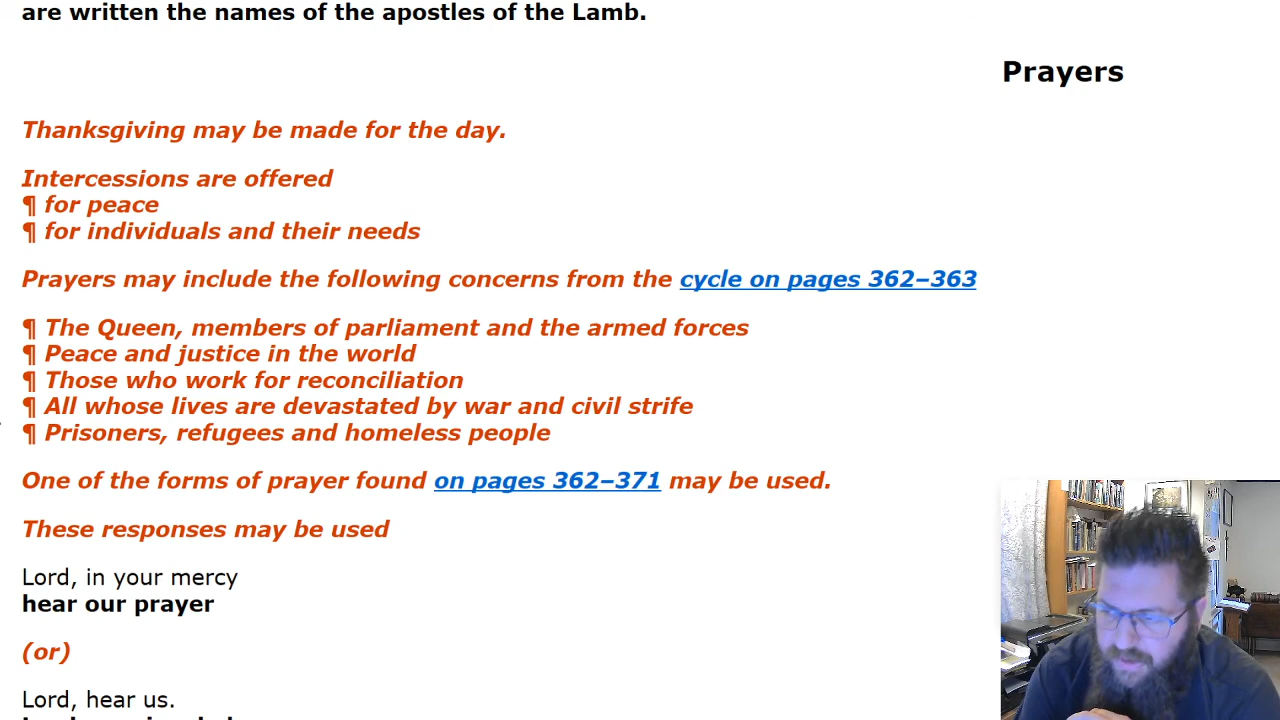 are written the names of the apostles of the Lamb.
Prayers
Thanksgiving may be made for the day.
Intercessions are offered
¶ for peace
¶ for individuals and their needs
Prayers may include the following concerns from the cycle on pages 362–363
¶ The Queen, members of parliament and the armed forces
¶ Peace and justice in the world
¶ Those who work for reconciliation
¶ All whose lives are devastated by war and civil strife
¶ Prisoners, refugees and homeless people
One of the forms of prayer found on pages 362–371 may be used.
These responses may be used
Lord, in your mercy
hear our prayer
(or)
Lord, hear us.